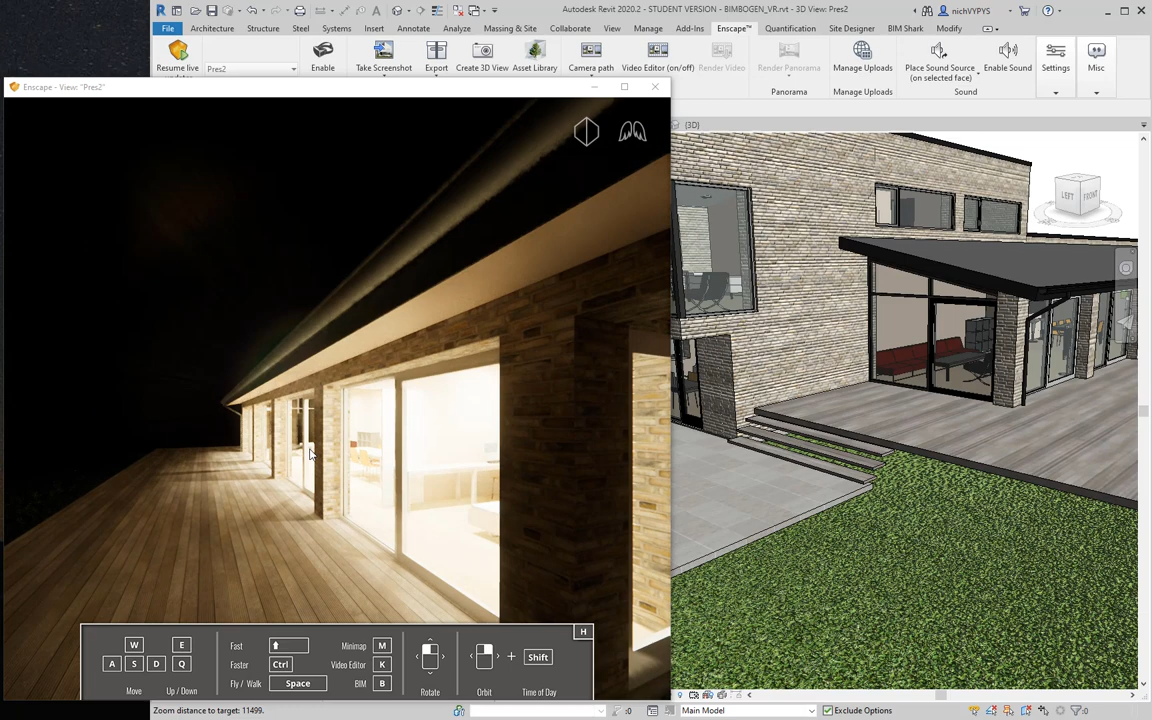 Autodesk Revit 2020.2 - STUDENT VERSION - BIMBOGEN_VR.rvt - 3D View: Pres2
nichVYPYS
File Architecture Structure Steel Systems Insert Annotate Analyze Massing & Site Collaborate View Manage Add-Ins Enscape™ Quantification Site Designer BIM Shark Modify
Resume live
Pres2
Enable
Take Screenshot
Export
Create 3D View
Asset Library
Camera path
Video Editor (on/off)
Render Video
Render Panorama
Manage Uploads
Place Sound Source
(on selected face)
Enable Sound
Settings
Misc
Panorama
Manage Uploads
Sound
Enscape - View: "Pres2"
{3D}
LEFT
FRONT
H
W E
A S D Q
Move Up / Down
Fast
Faster Ctrl
Fly / Walk Space
Minimap M
Video Editor K
BIM B
Rotate
+ Shift
Orbit Time of Day
Zoom distance to target: 11499.
:0
Main Model
Exclude Options
:0